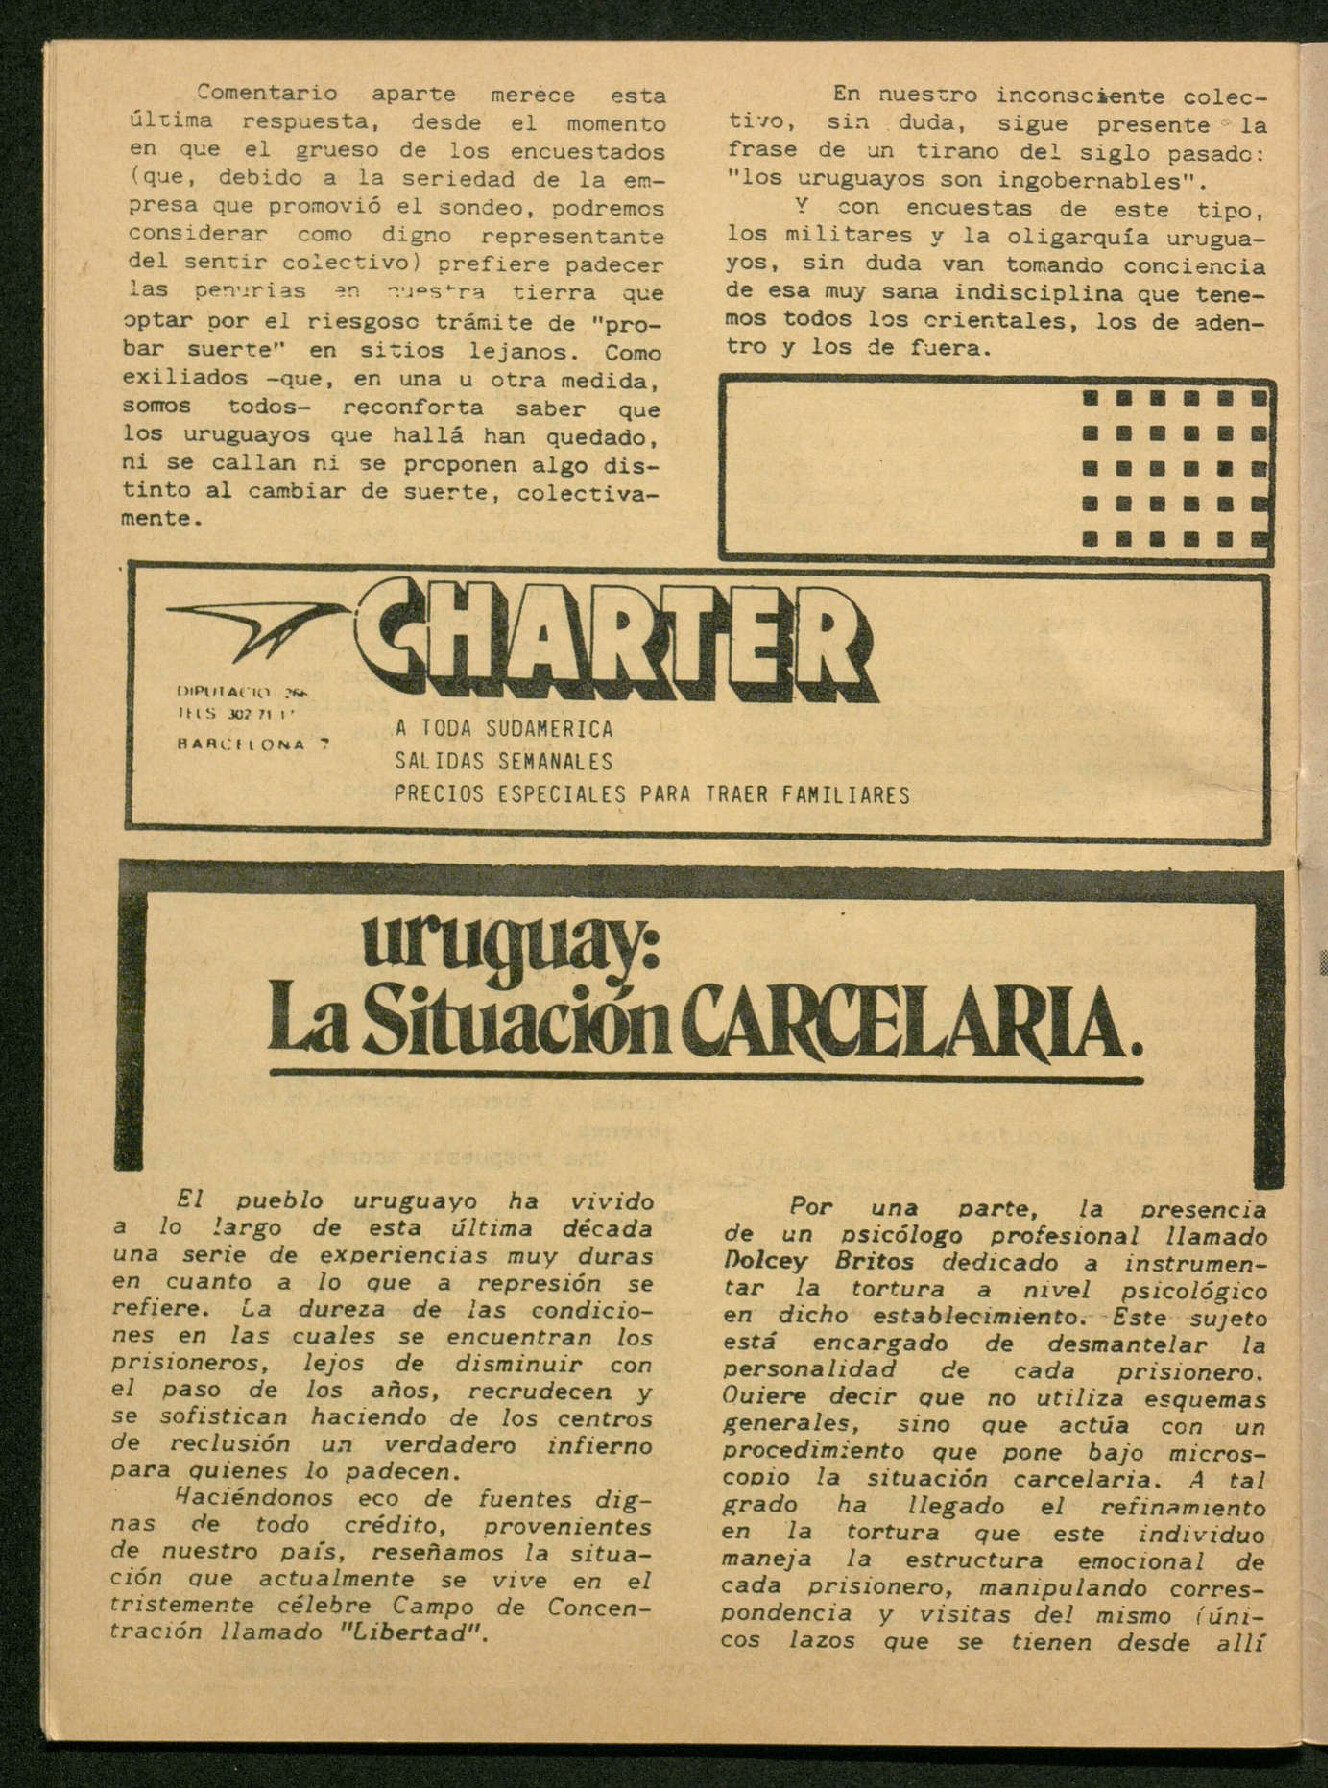 Comentario aparte merece esta
última respuesta, desde el momento
en que el grueso de los encuestados
(que, debido a la seriedad de la em-
presa que promovió el sondeo, podremos
considerar como digno representante
del sentir colectivo) prefiere padecer
las penurias en nuestra tierra que
optar por el riesgoso trámite de "pro-
bar suerte" en sitios lejanos. Como
exiliados -que, en una u otra medida,
somos todos- reconforta saber que
los uruguayos que hallá han quedado,
ni se callan ni se proponen algo dis-
tinto al cambiar de suerte, colectiva-
mente.
En nuestro inconsciente colec-
tivo, sin duda, sigue presente la
frase de un tirano del siglo pasado:
"los uruguayos son ingobernables".
Y con encuestas de este tipo,
los militares y la oligarquía urugua-
yos, sin duda van tomando conciencia
de esa muy sana indisciplina que tene-
mos todos los orientales, los de aden-
tro y los de fuera.
CHARTER
DIPUTACIO
TELS 302 71
BARCELONA 7
A TODA SUDAMERICA
SALIDAS SEMANALES
PRECIOS ESPECIALES PARA TRAER FAMILIARES
uruguay:
La Situación CARCELARIA.
El pueblo uruguayo ha vivido
a lo largo de esta última década
una serie de experiencias muy duras
en cuanto a lo que a represión se
refiere. La dureza de las condicio-
nes en las cuales se encuentran los
prisioneros, lejos de disminuir con
el paso de los años, recrudecen y
se sofistican haciendo de los centros
de reclusión un verdadero infierno
para quienes lo padecen.
Haciéndonos eco de fuentes dig-
nas de todo crédito, provenientes
de nuestro país, reseñamos la situa-
ción que actualmente se vive en el
tristemente célebre Campo de Concen-
tración llamado "Libertad".
Por una parte, la presencia
de un psicólogo profesional llamado
Dolcey Britos dedicado a instrumen-
tar la tortura a nivel psicológico
en dicho establecimiento. Este sujeto
está encargado de desmantelar la
personalidad de cada prisionero.
Quiere decir que no utiliza esquemas
generales, sino que actúa con un
procedimiento que pone bajo micros-
copio la situación carcelaria. A tal
grado ha llegado el refinamiento
en la tortura que este individuo
maneja la estructura emocional de
cada prisionero, manipulando corres-
pondencia y visitas del mismo (úni-
cos lazos que se tienen desde allí